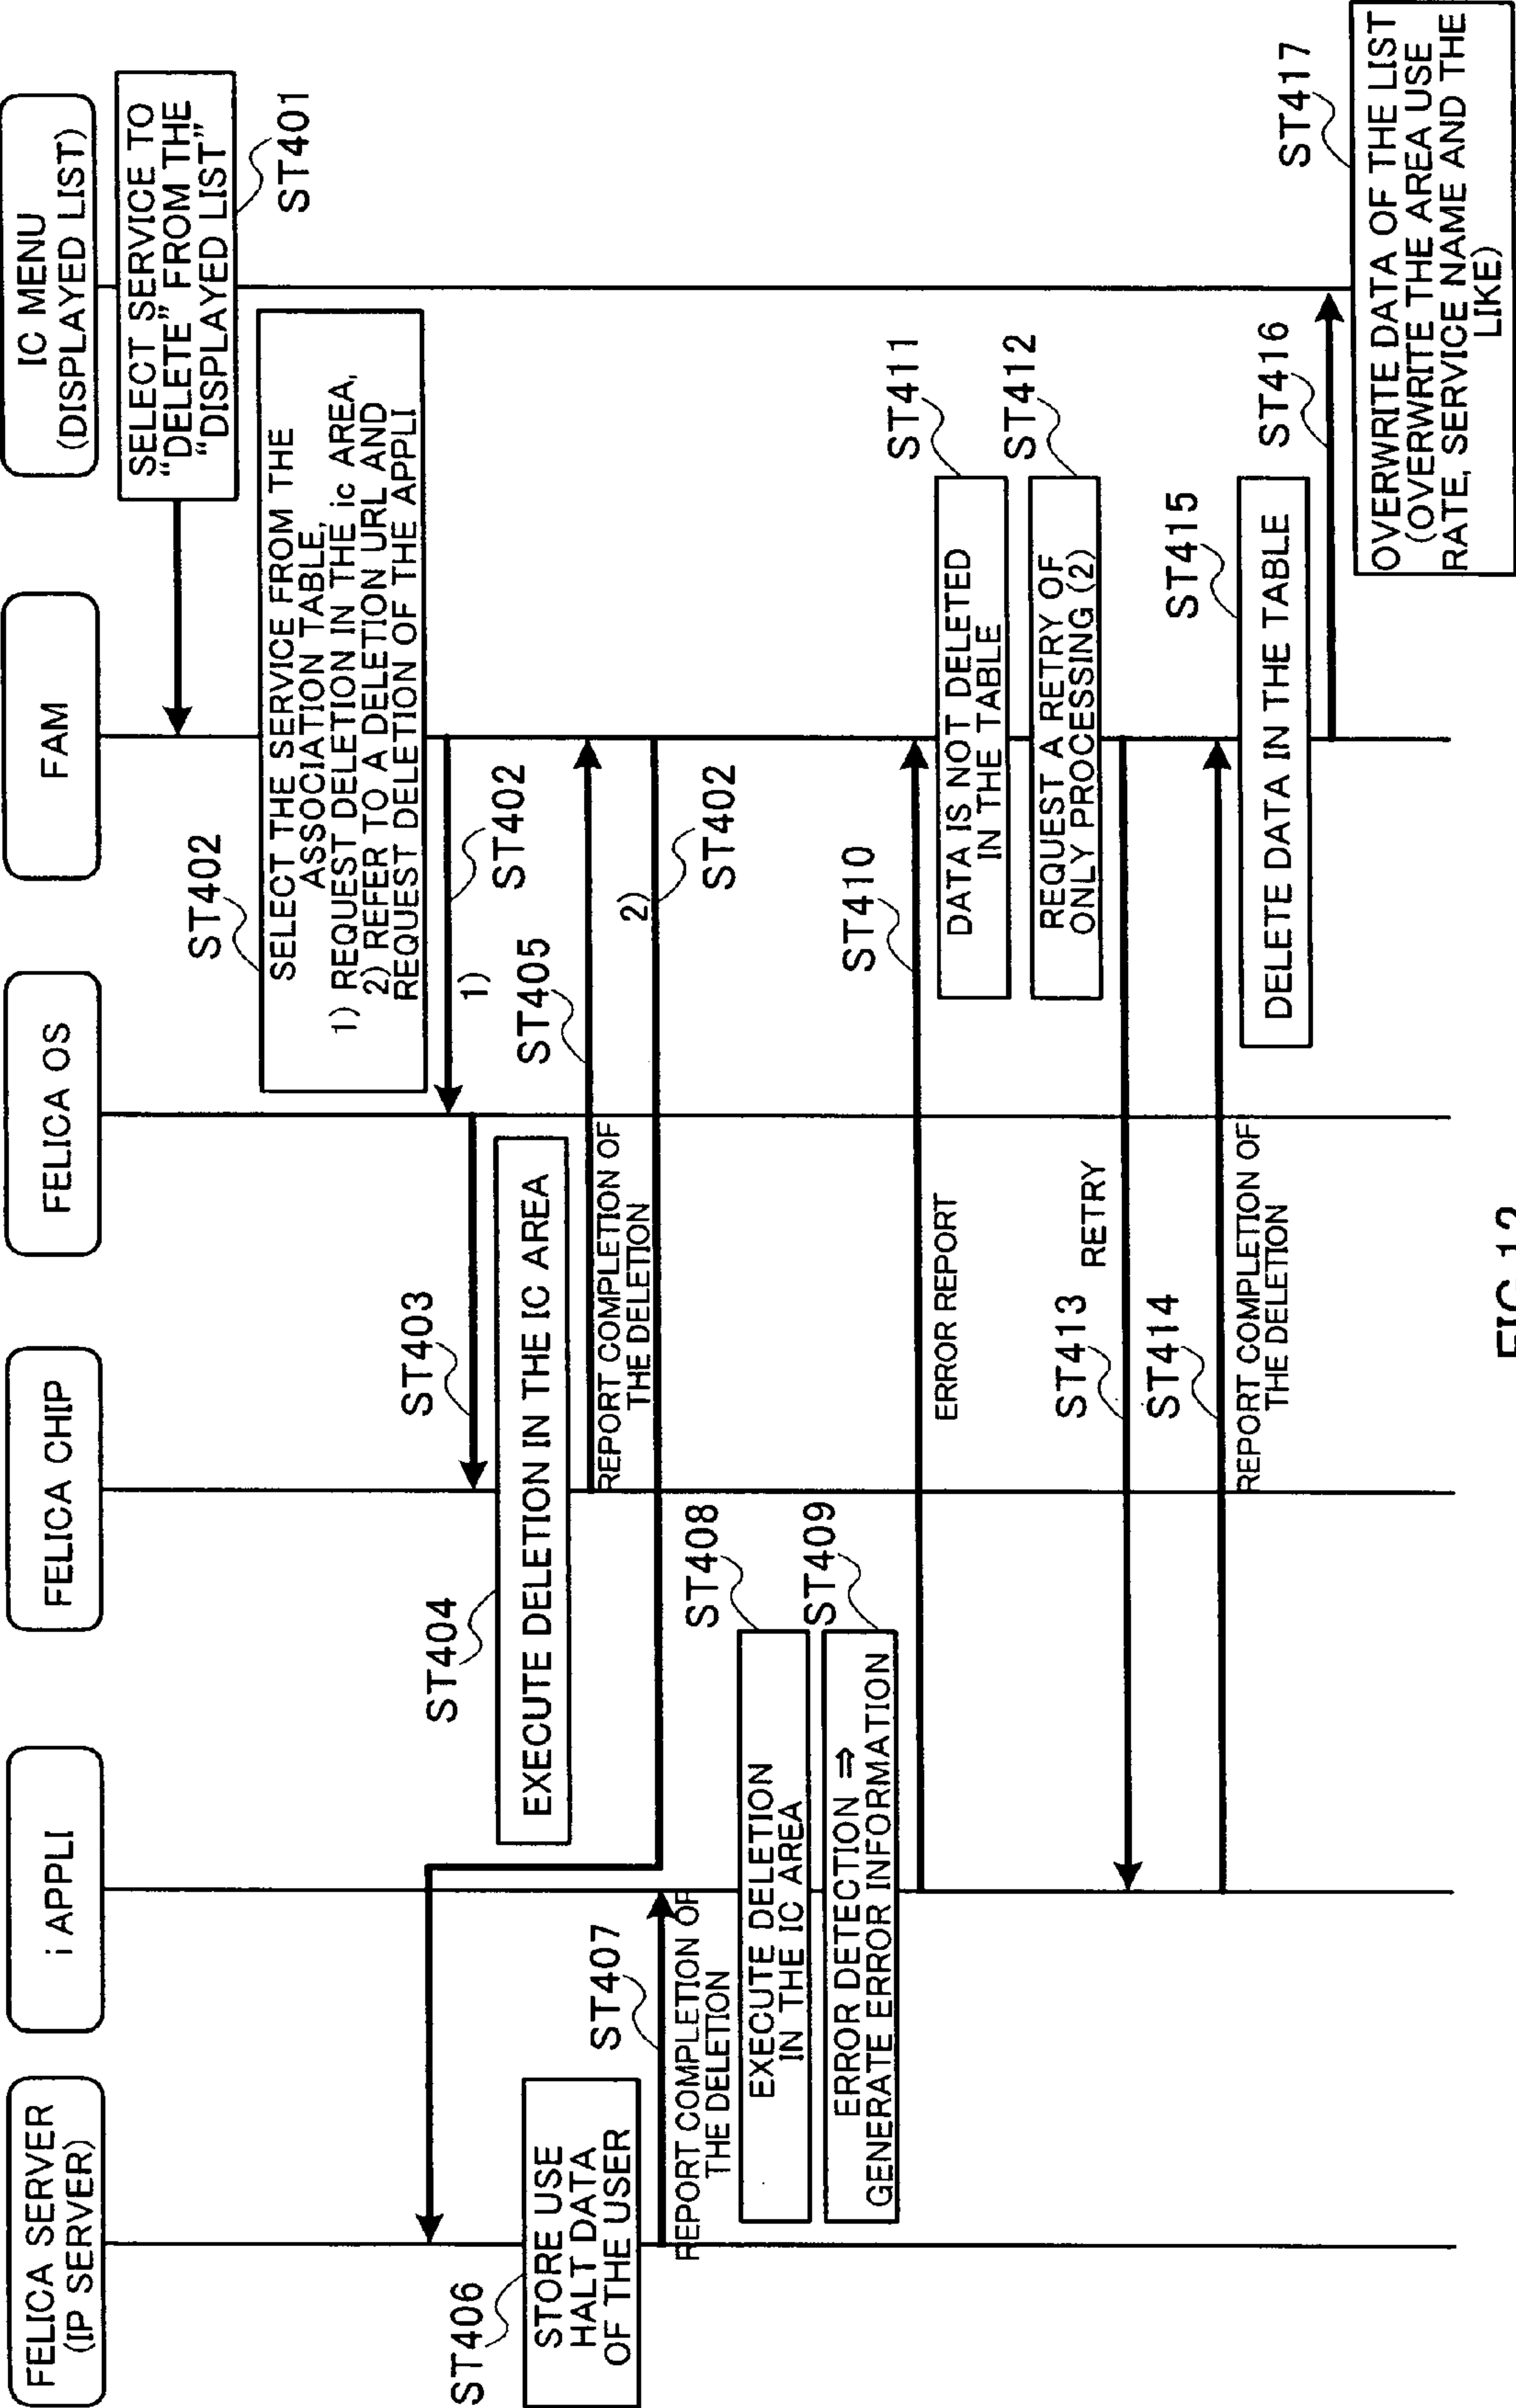 FELICA SERVER
(IP SERVER)
i APPLI
FELICA CHIP
FELICA OS
FAM
IC MENU
(DISPLAYED LIST)
SELECT SERVICE TO
“DELETE” FROM THE
“DISPLAYED LIST”
ST401
ST402
SELECT THE SERVICE FROM THE
ASSOCIATION TABLE,
1) REQUEST DELETION IN THE ic AREA,
2) REFER TO A DELETION URL AND
REQUEST DELETION OF THE APPLI
1)
ST402
ST403
ST404
EXECUTE DELETION IN THE IC AREA
ST405
REPORT COMPLETION OF
THE DELETION
2)
ST402
ST406
STORE USE
HALT DATA
OF THE USER
ST407
REPORT COMPLETION OF
THE DELETION
ST408
EXECUTE DELETION
IN THE IC AREA
ST409
ERROR DETECTION ⇒
GENERATE ERROR INFORMATION
ST410
ERROR REPORT
ST411
DATA IS NOT DELETED
IN THE TABLE
ST412
REQUEST A RETRY OF
ONLY PROCESSING (2)
ST413
RETRY
ST414
REPORT COMPLETION OF
THE DELETION
ST415
DELETE DATA IN THE TABLE
ST416
ST417
OVERWRITE DATA OF THE LIST
(OVERWRITE THE AREA USE
RATE, SERVICE NAME AND THE
LIKE)